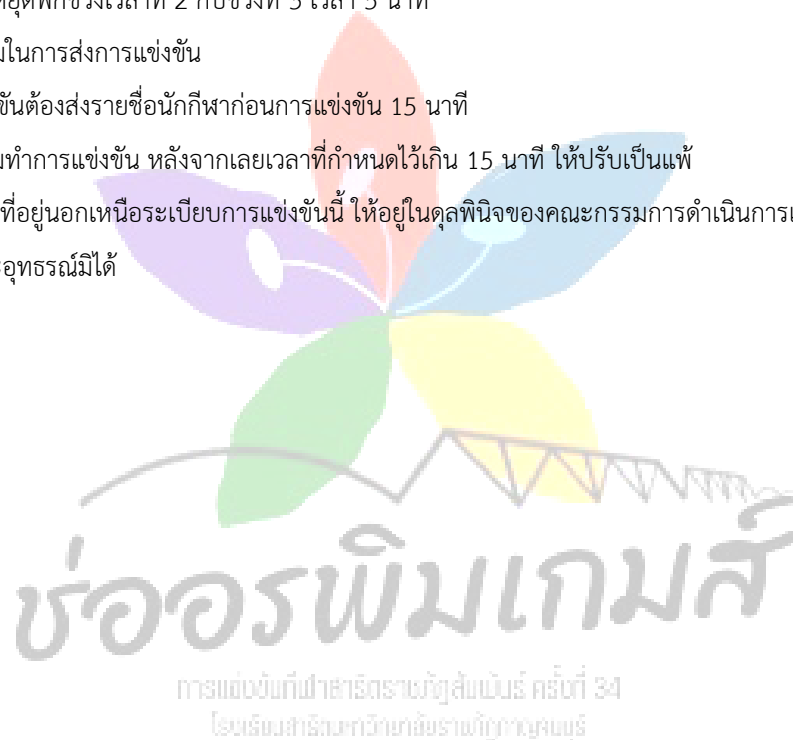 ช่วงเวลาที่ 2 กับช่วงที่ 3 เวลา 5 นาที
ในการส่งการแข่งขัน
ขันต้องส่งรายชื่อนักกีฬาก่อนการแข่งขัน 15 นาที
ทำการแข่งขัน หลังจากเลยเวลาที่กำหนดไว้เกิน 15 นาที ให้ปรับเป็นแพ้
ที่อยู่นอกเหนือระเบียบการแข่งขันนี้ ให้อยู่ในดุลพินิจของคณะกรรมการดำเนินการ
อุทธรณ์มิได้
ช่ออรพิมเกมส์
การแข่งขันกีฬาสาธิตราชภัฏสัมพันธ์ ครั้งที่ 34
โรงเรียนสาธิตมหาวิทยาลัยราชภัฏกาญจนบุรี